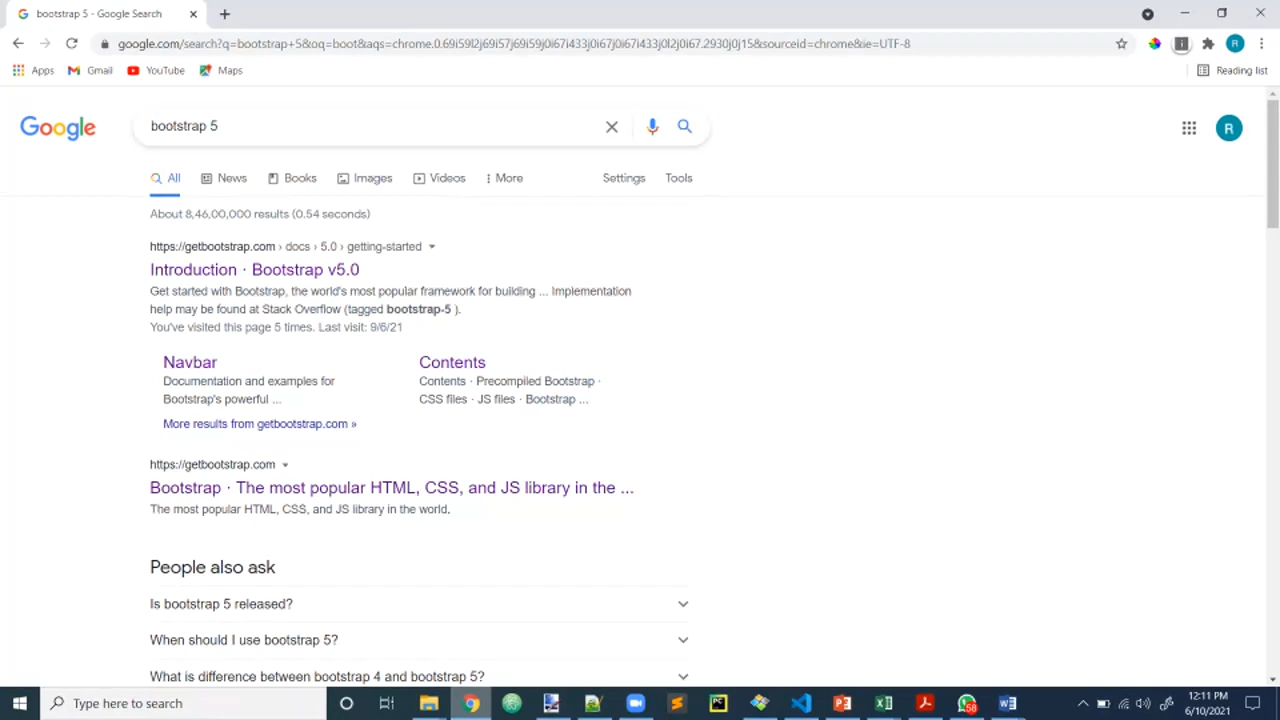 bootstrap 5 - Google Search
google.com/search?q=bootstrap+5&oq=boot&aqs=chrome.0.69i59l2j69i57j69i59j0i67i433j0i67j0i67i433j0l2j0i67.2930j0j15&sourceid=chrome&ie=UTF-8
R
Apps Gmail YouTube Maps Reading list
Google bootstrap 5 R
All News Books Images Videos More Settings Tools
About 8,46,00,000 results (0.54 seconds)
https://getbootstrap.com › docs › 5.0 › getting-started
Introduction · Bootstrap v5.0
Get started with Bootstrap, the world's most popular framework for building ... Implementation
help may be found at Stack Overflow (tagged bootstrap-5 ).
You've visited this page 5 times. Last visit: 9/6/21
Navbar Contents
Documentation and examples for Contents · Precompiled Bootstrap ·
Bootstrap's powerful ... CSS files · JS files · Bootstrap ...
More results from getbootstrap.com »
https://getbootstrap.com
Bootstrap · The most popular HTML, CSS, and JS library in the ...
The most popular HTML, CSS, and JS library in the world.
People also ask
Is bootstrap 5 released?
When should I use bootstrap 5?
What is difference between bootstrap 4 and bootstrap 5?
Type here to search
PC
58
12:11 PM
6/10/2021